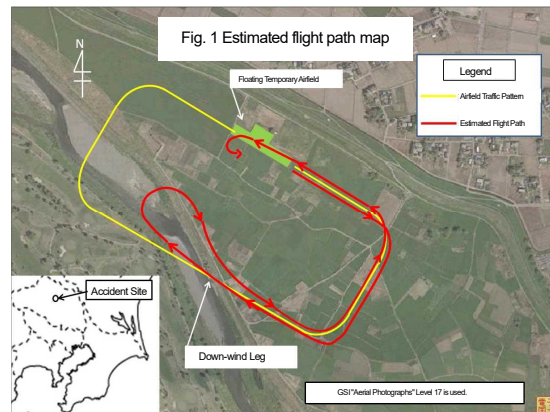 Fig. 1 Estimated flight path map
N
Floating Temporary Airfield
Legend
Airfield Traffic Pattern
Estimated Flight Path
Accident Site
Down-wind Leg
GSI "Aerial Photographs" Level 17 is used.